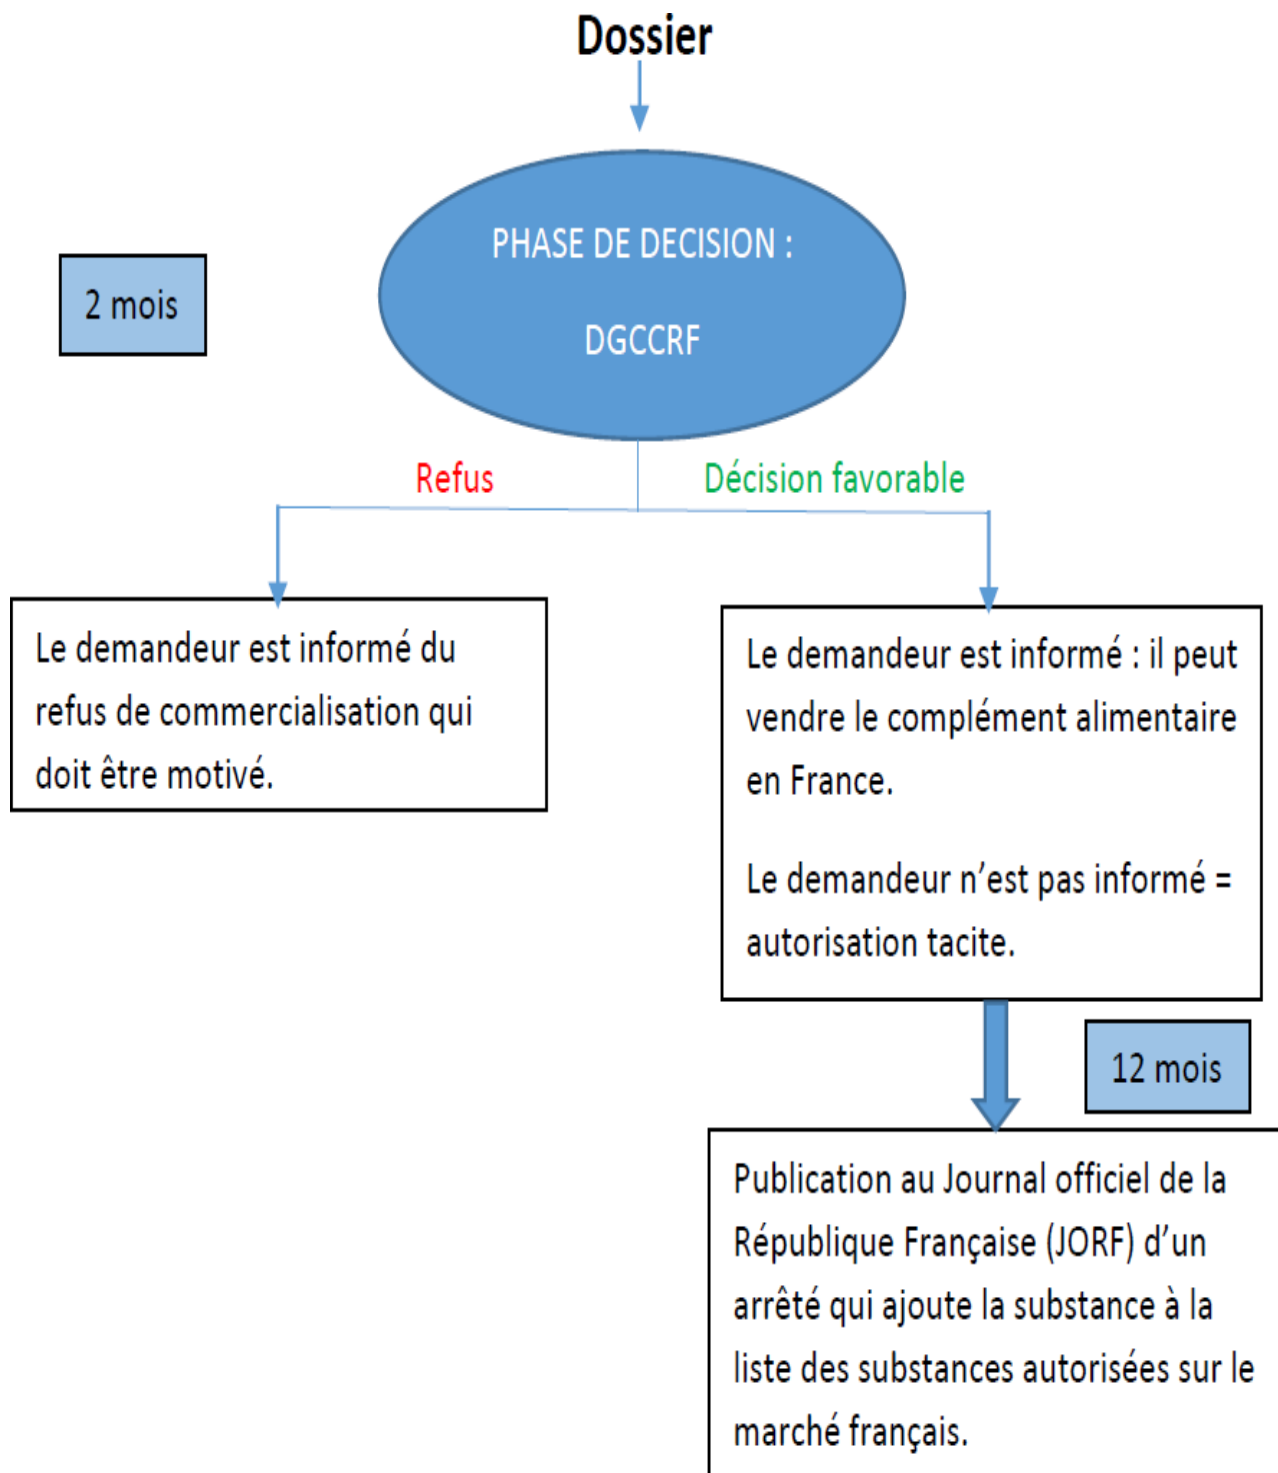 Dossier
PHASE DE DECISION :
DGCCRF
2 mois
Refus
Décision favorable
Le demandeur est informé du
refus de commercialisation qui
doit être motivé.
Le demandeur est informé : il peut
vendre le complément alimentaire
en France.
Le demandeur n’est pas informé =
autorisation tacite.
12 mois
Publication au Journal officiel de la
République Française (JORF) d’un
arrêté qui ajoute la substance à la
liste des substances autorisées sur le
marché français.